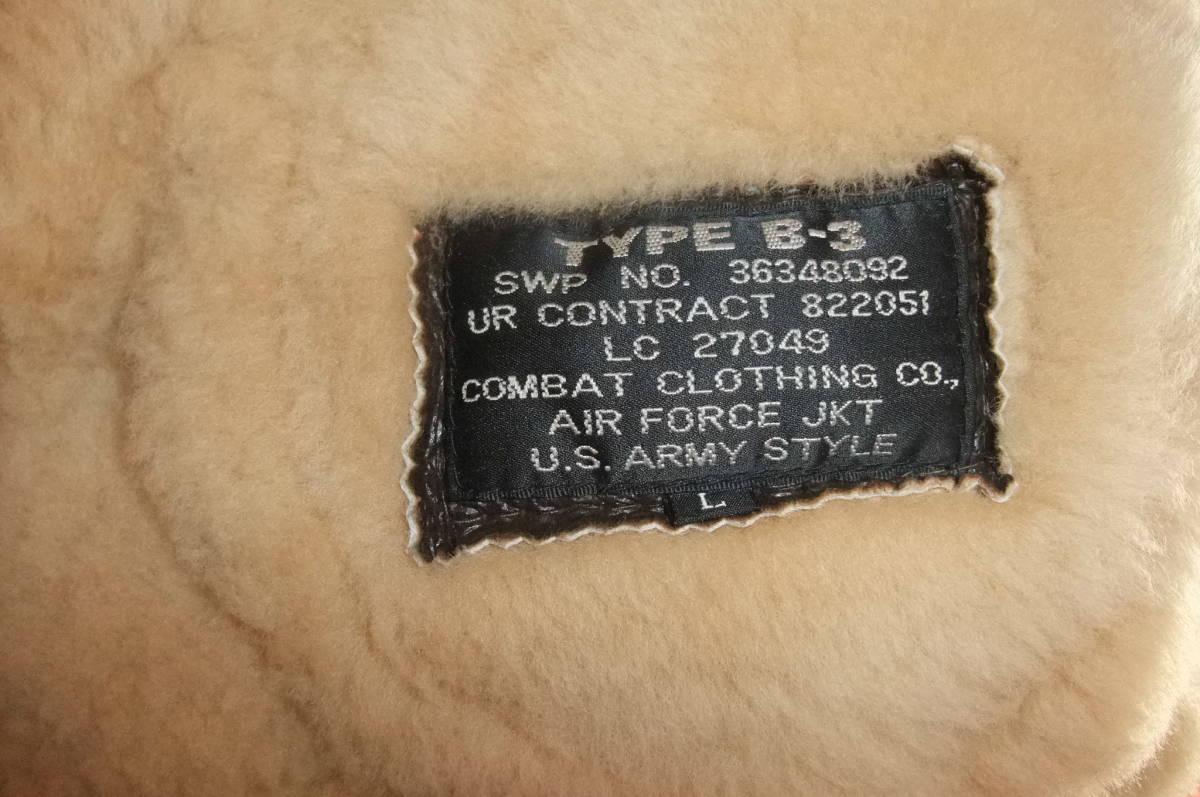 TYPE B-3
SWP NO. 36348092
UR CONTRACT 822051
LC 27049
COMBAT CLOTHING CO.,
AIR FORCE JKT
U.S. ARMY STYLE
L